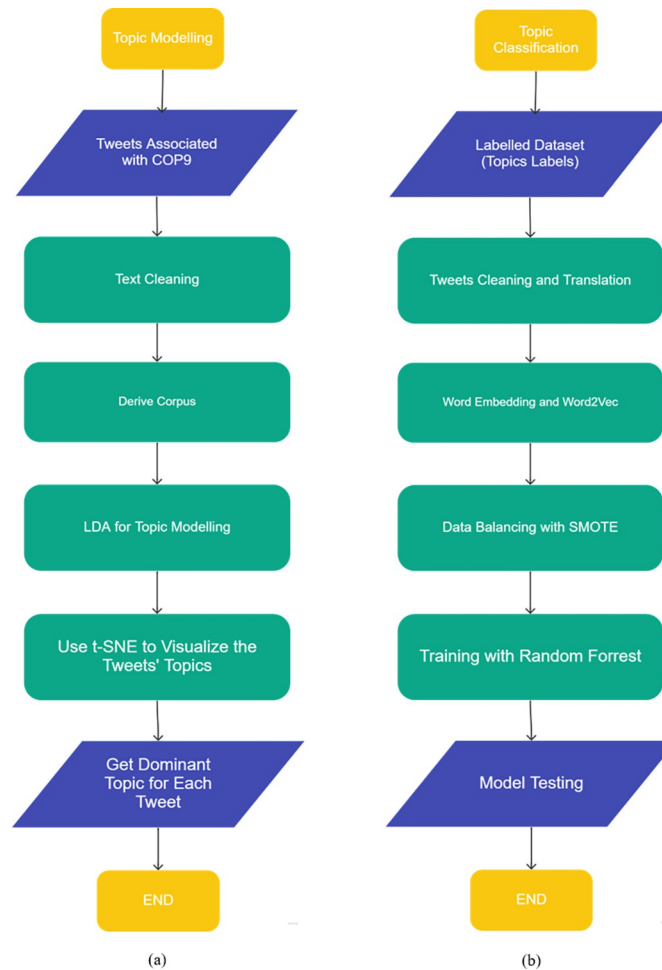 Topic Modelling
Tweets Associated
with COP9
Text Cleaning
Derive Corpus
LDA for Topic Modelling
Use t-SNE to Visualize the
Tweets' Topics
Get Dominant
Topic for Each
Tweet
END
(a)
Topic
Classification
Labelled Dataset
(Topics Labels)
Tweets Cleaning and Translation
Word Embedding and Word2Vec
Data Balancing with SMOTE
Training with Random Forrest
Model Testing
END
(b)